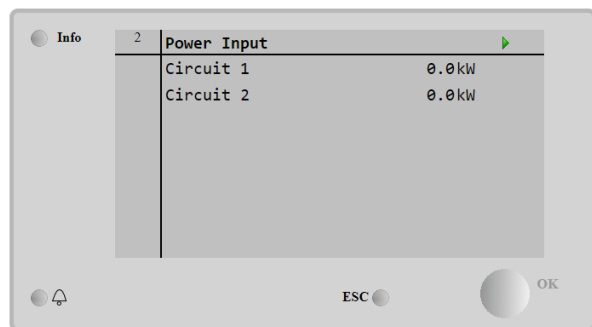 Info
2 Power Input
Circuit 1 0.0kW
Circuit 2 0.0kW
ESC
OK